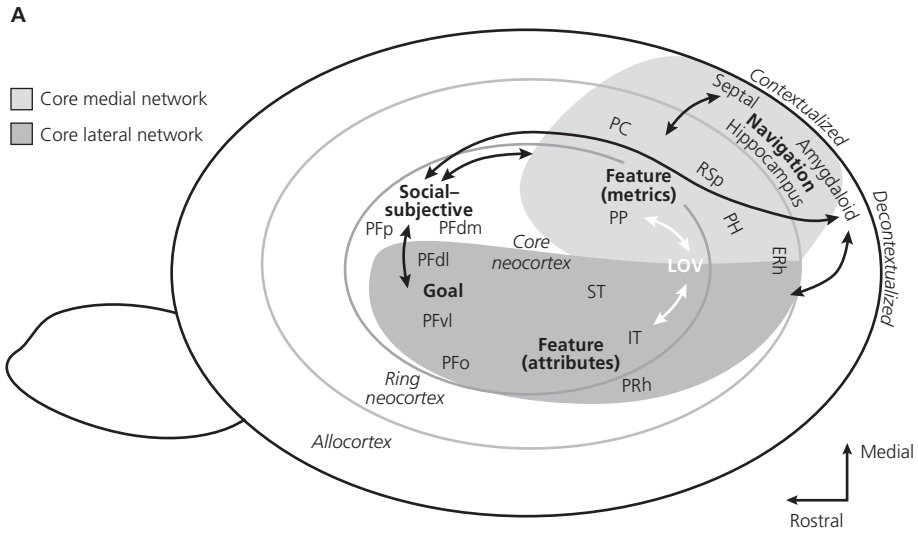 A
Core medial network
Core lateral network
Contextualized
Septal
Navigation
Hippocampus
Amygdaloid
Decontextualized
PC
RSp
PH
ERh
Feature
(metrics)
PP
LOV
Social–
subjective
PFp
PFdm
Core
neocortex
PFdl
Goal
PFvl
PFo
ST
IT
Feature
(attributes)
PRh
Ring
neocortex
Allocortex
Medial
Rostral